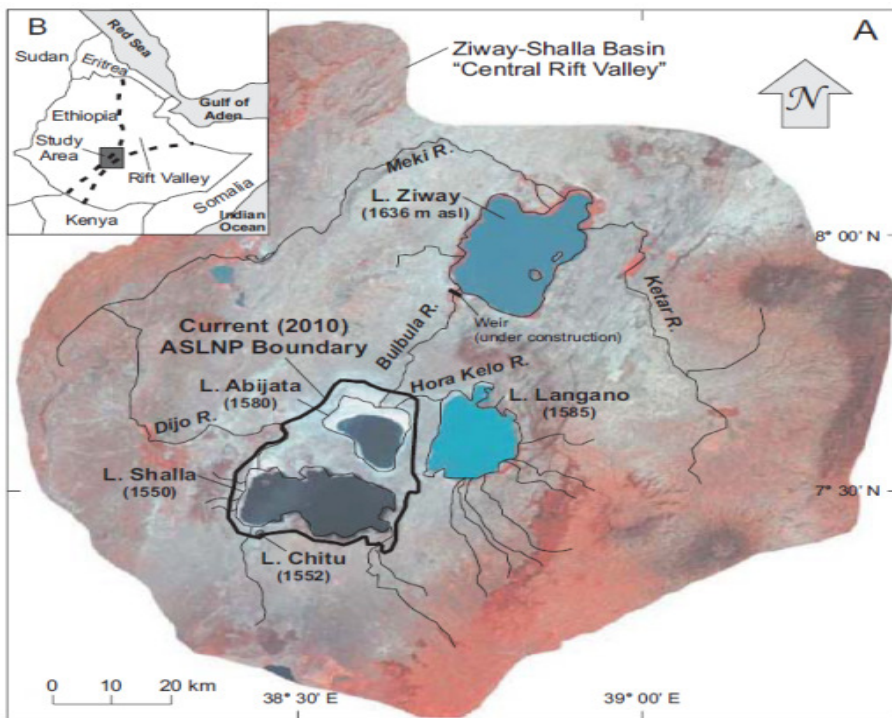 B
Red Sea
Sudan
Eritrea
Ethiopia
Gulf of
Aden
Study
Area
Rift Valley
Somalia
Kenya
Indian
Ocean
A
Ziway-Shalla Basin
“Central Rift Valley”
N
Meki R.
L. Ziway
(1636 m asl)
8° 00' N
Ketar R.
Weir
(under construction)
Current (2010)
ASLNP Boundary
Bulbula R.
Hora Kelo R.
L. Abijata
(1580)
L. Langano
(1585)
Dijo R.
L. Shalla
(1550)
7° 30' N
L. Chitu
(1552)
0 10 20 km
38° 30' E
39° 00' E